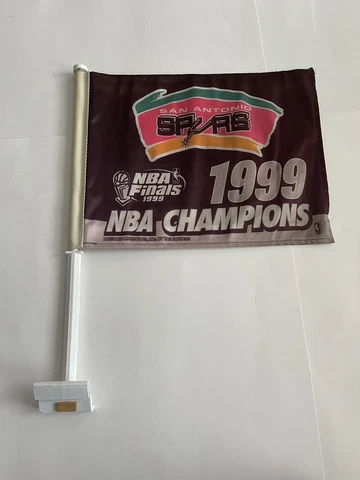 SAN ANTONIO
SPURS
NBA
Finals
1999
1999
NBA CHAMPIONS